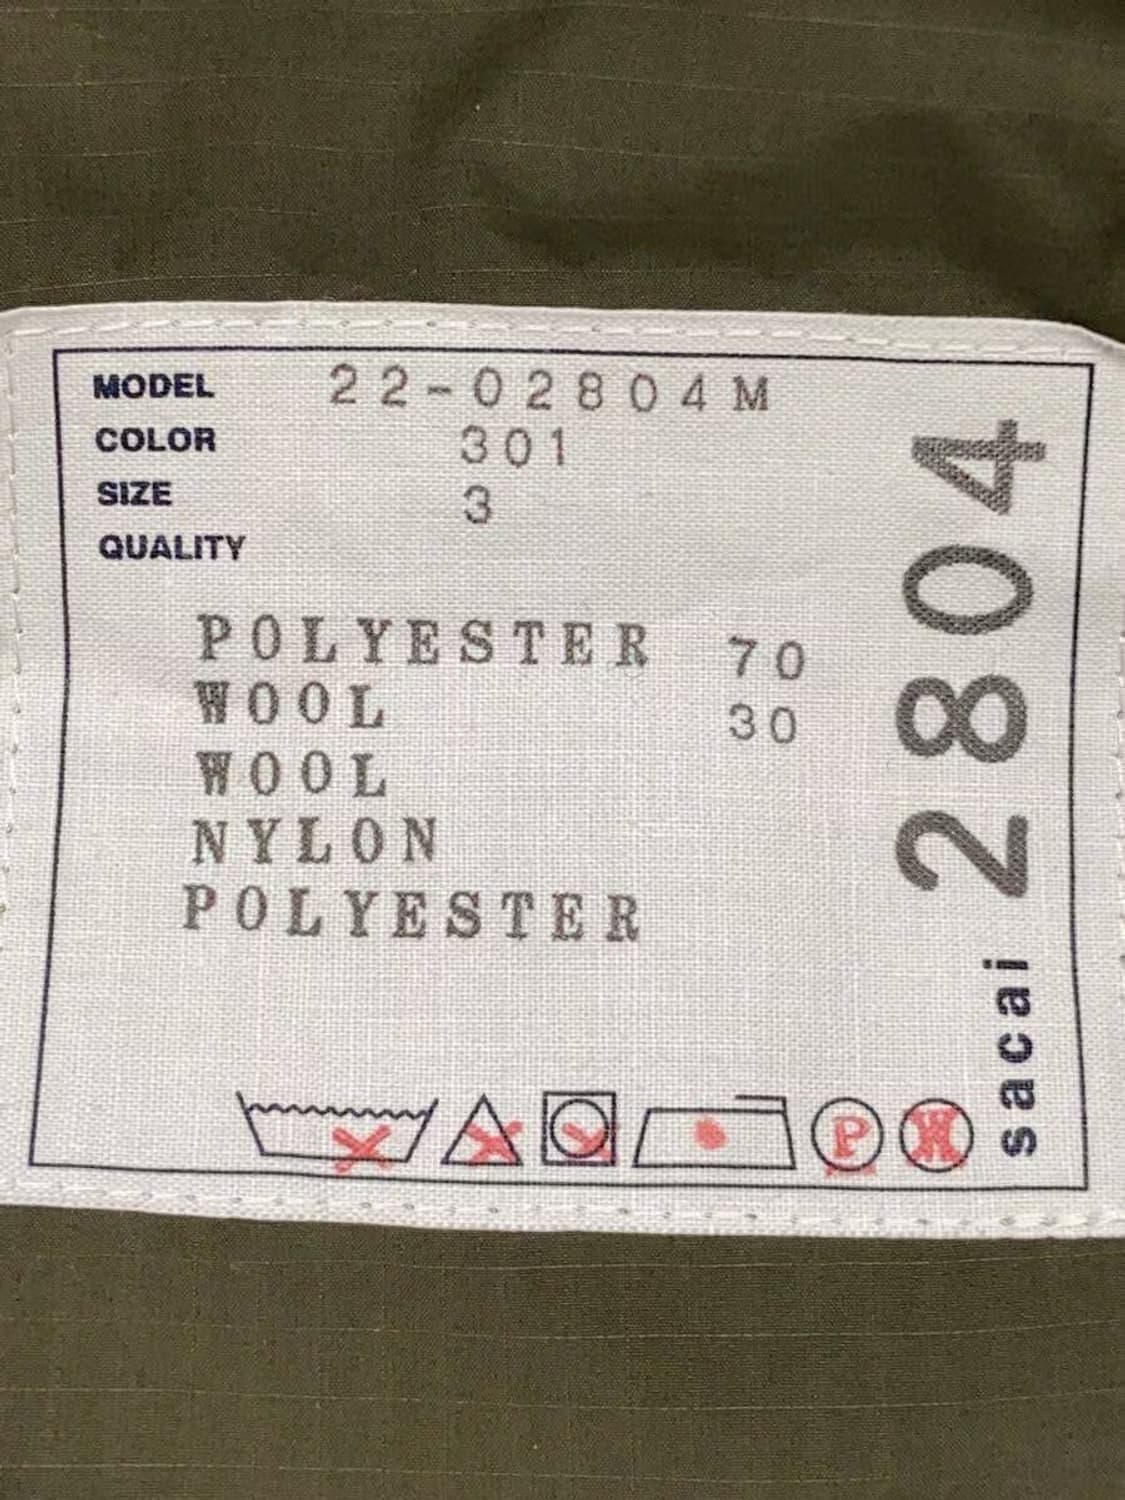 MODEL 22-02804M
COLOR 301
SIZE 3
QUALITY
POLYESTER 70
WOOL 30
WOOL
NYLON
POLYESTER
P W
sacai 2804